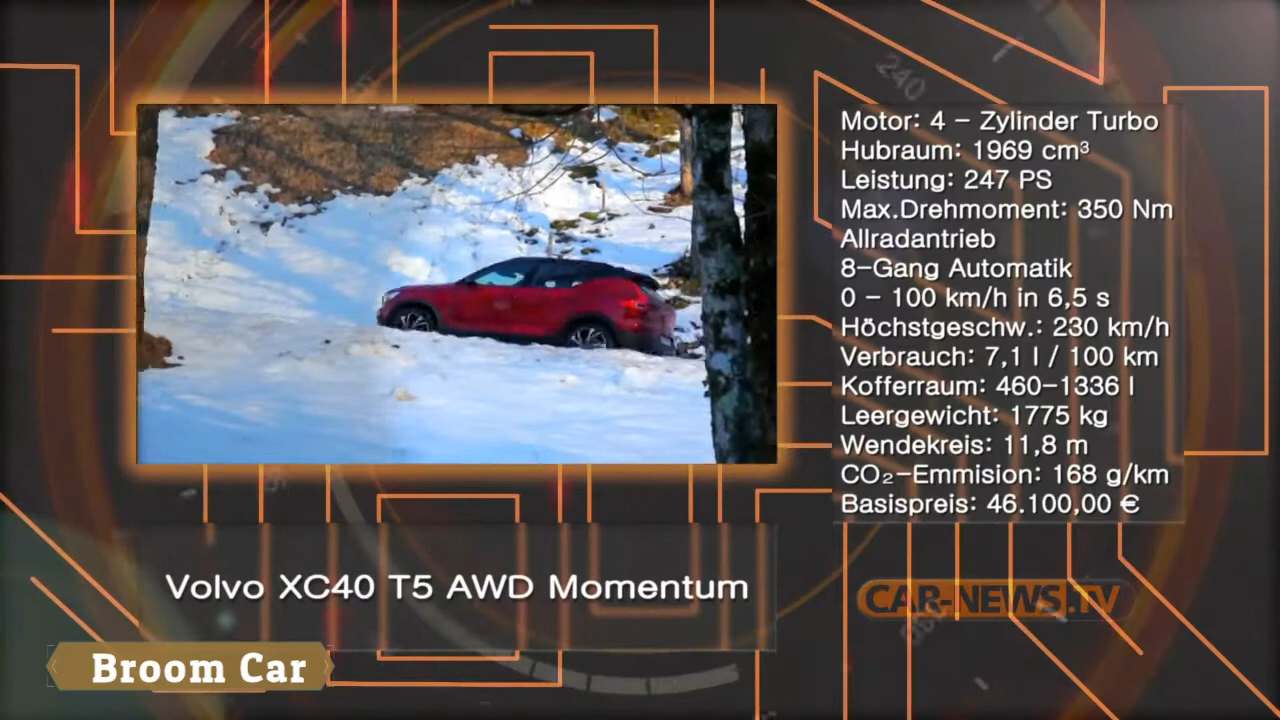 Motor: 4 - Zylinder Turbo
Hubraum: 1969 cm³
Leistung: 247 PS
Max.Drehmoment: 350 Nm
Allradantrieb
8-Gang Automatik
0 - 100 km/h in 6,5 s
Höchstgeschw.: 230 km/h
Verbrauch: 7,1 l / 100 km
Kofferraum: 460-1336 l
Leergewicht: 1775 kg
Wendekreis: 11,8 m
CO₂-Emmision: 168 g/km
Basispreis: 46.100,00 €
Volvo XC40 T5 AWD Momentum
CAR-NEWS.TV
Broom Car
240